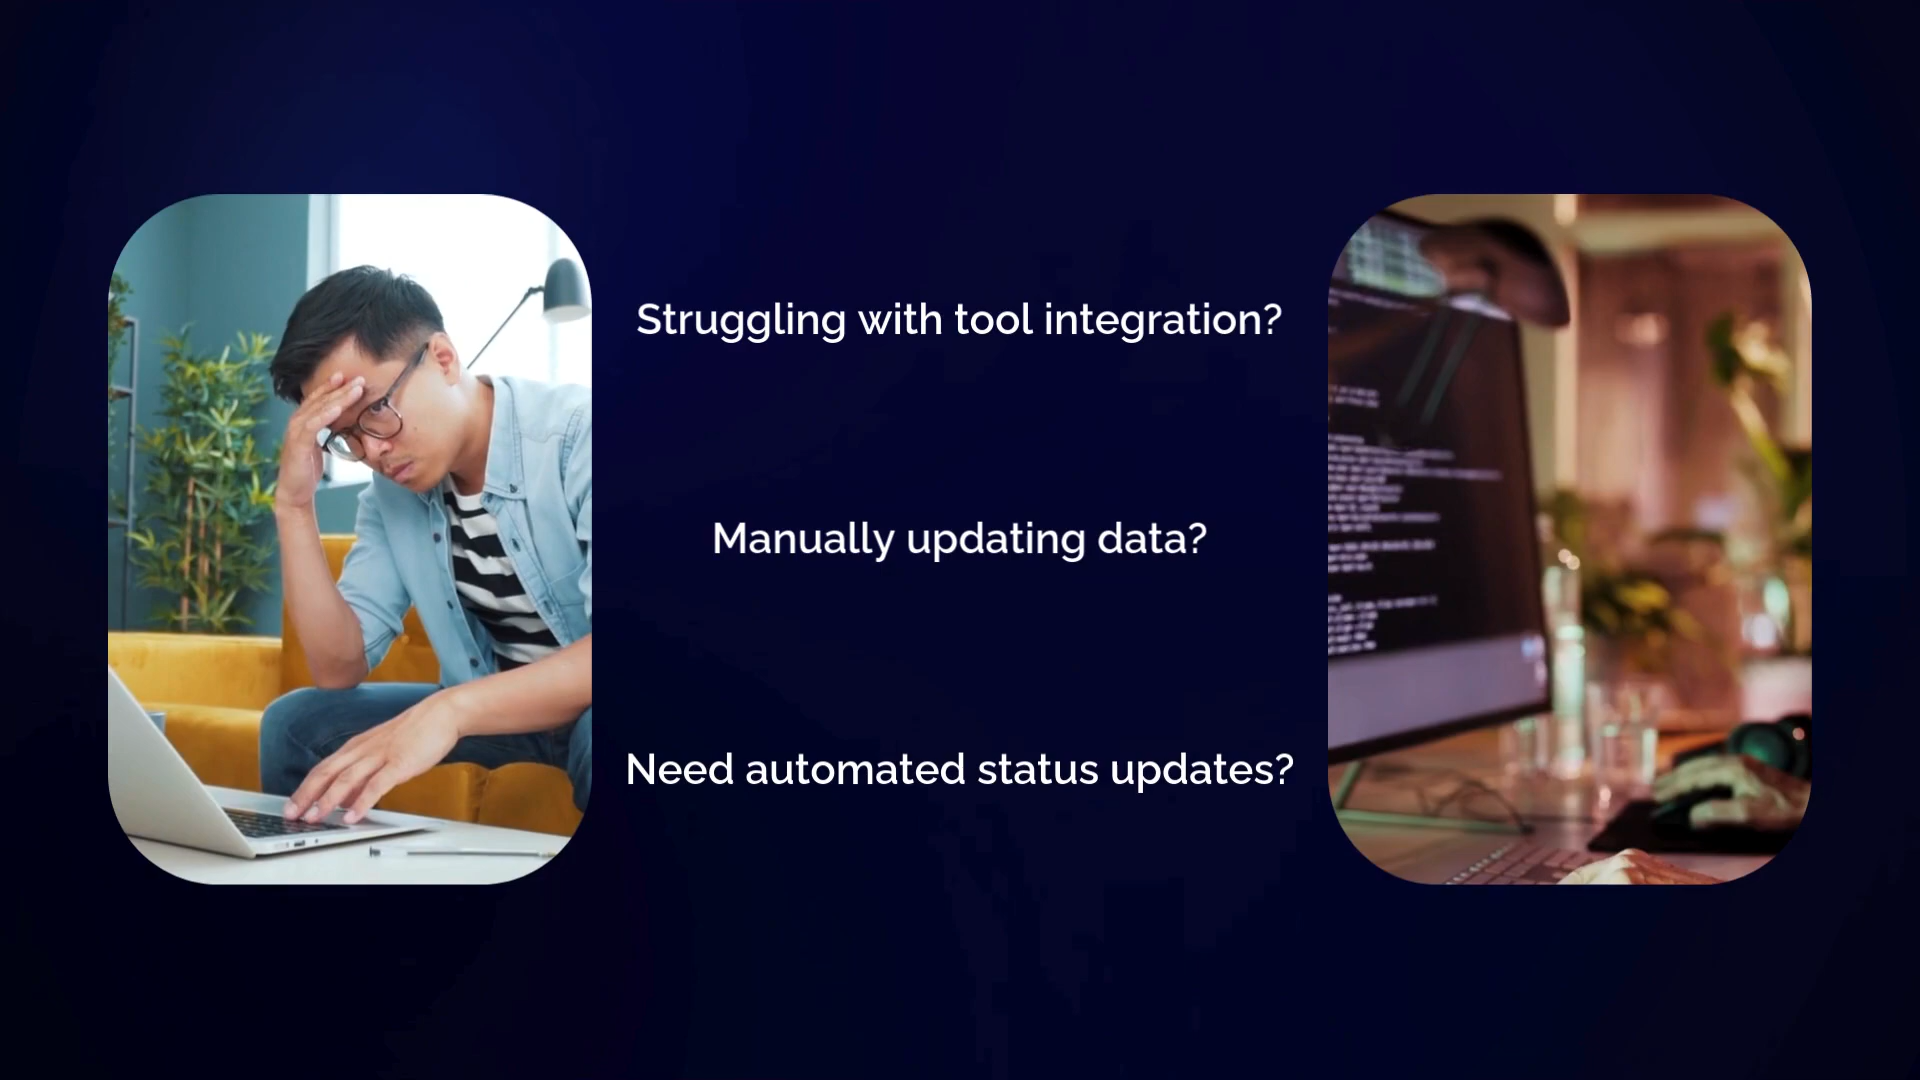 Struggling with tool integration?
Manually updating data?
Need automated status updates?